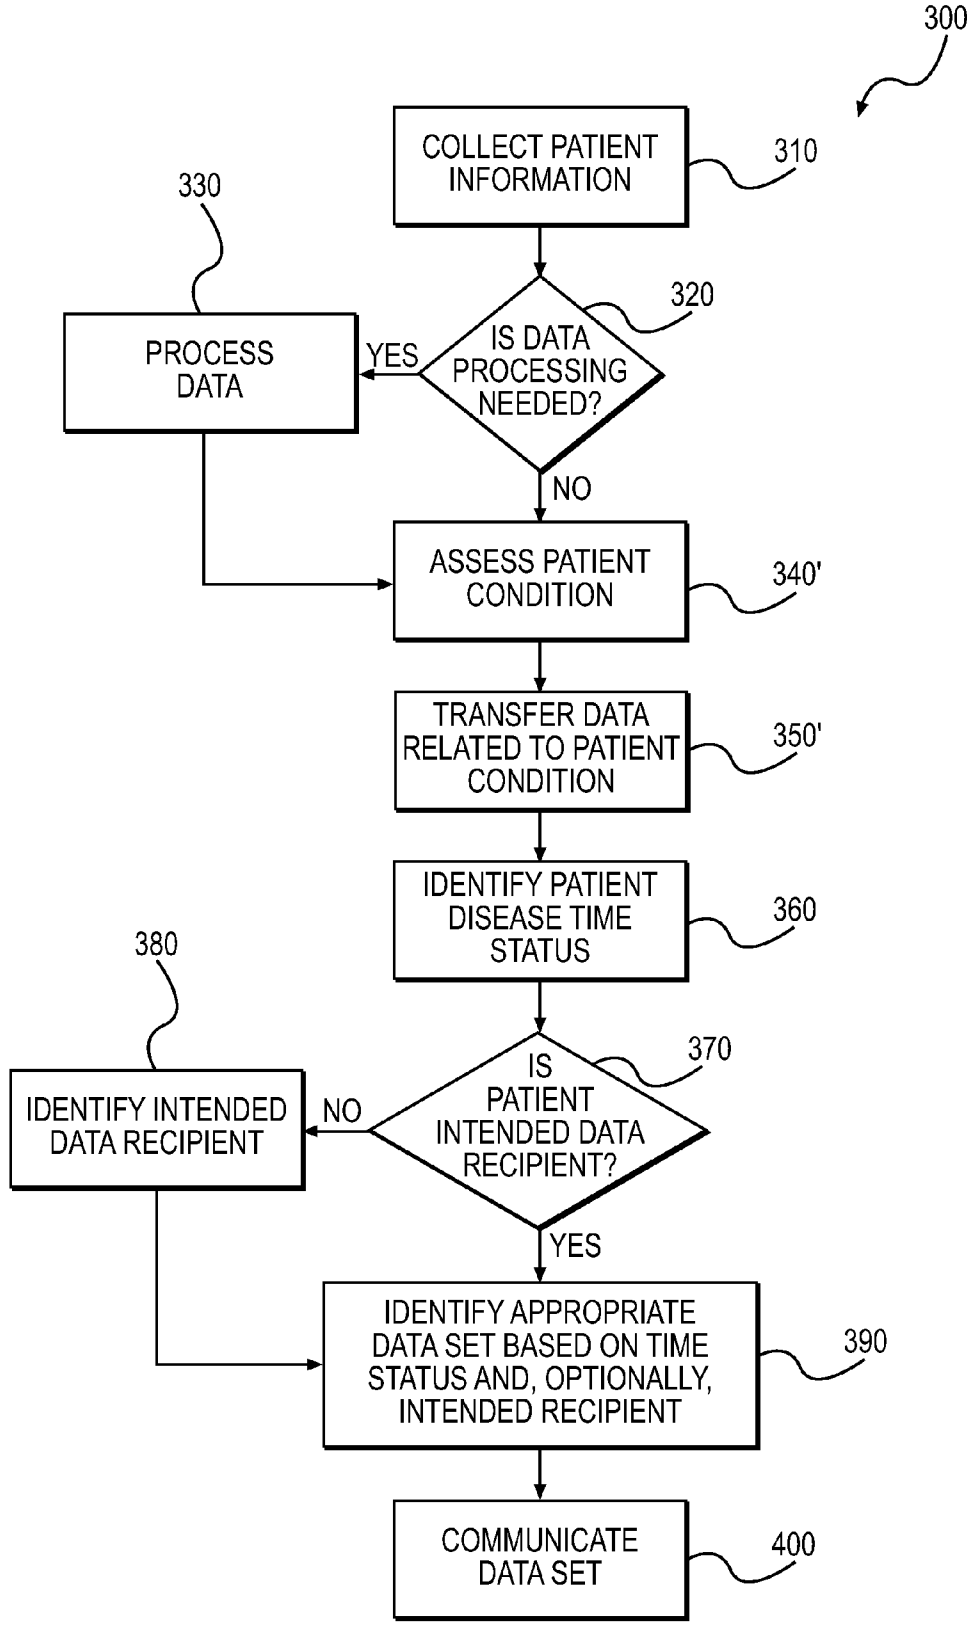 300
COLLECT PATIENT
INFORMATION
310
330
320
IS DATA
PROCESSING
NEEDED?
YES
PROCESS
DATA
NO
ASSESS PATIENT
CONDITION
340'
TRANSFER DATA
RELATED TO PATIENT
CONDITION
350'
IDENTIFY PATIENT
DISEASE TIME
STATUS
360
380
370
IS
PATIENT
INTENDED DATA
RECIPIENT?
NO
IDENTIFY INTENDED
DATA RECIPIENT
YES
IDENTIFY APPROPRIATE
DATA SET BASED ON TIME
STATUS AND, OPTIONALLY,
INTENDED RECIPIENT
390
COMMUNICATE
DATA SET
400